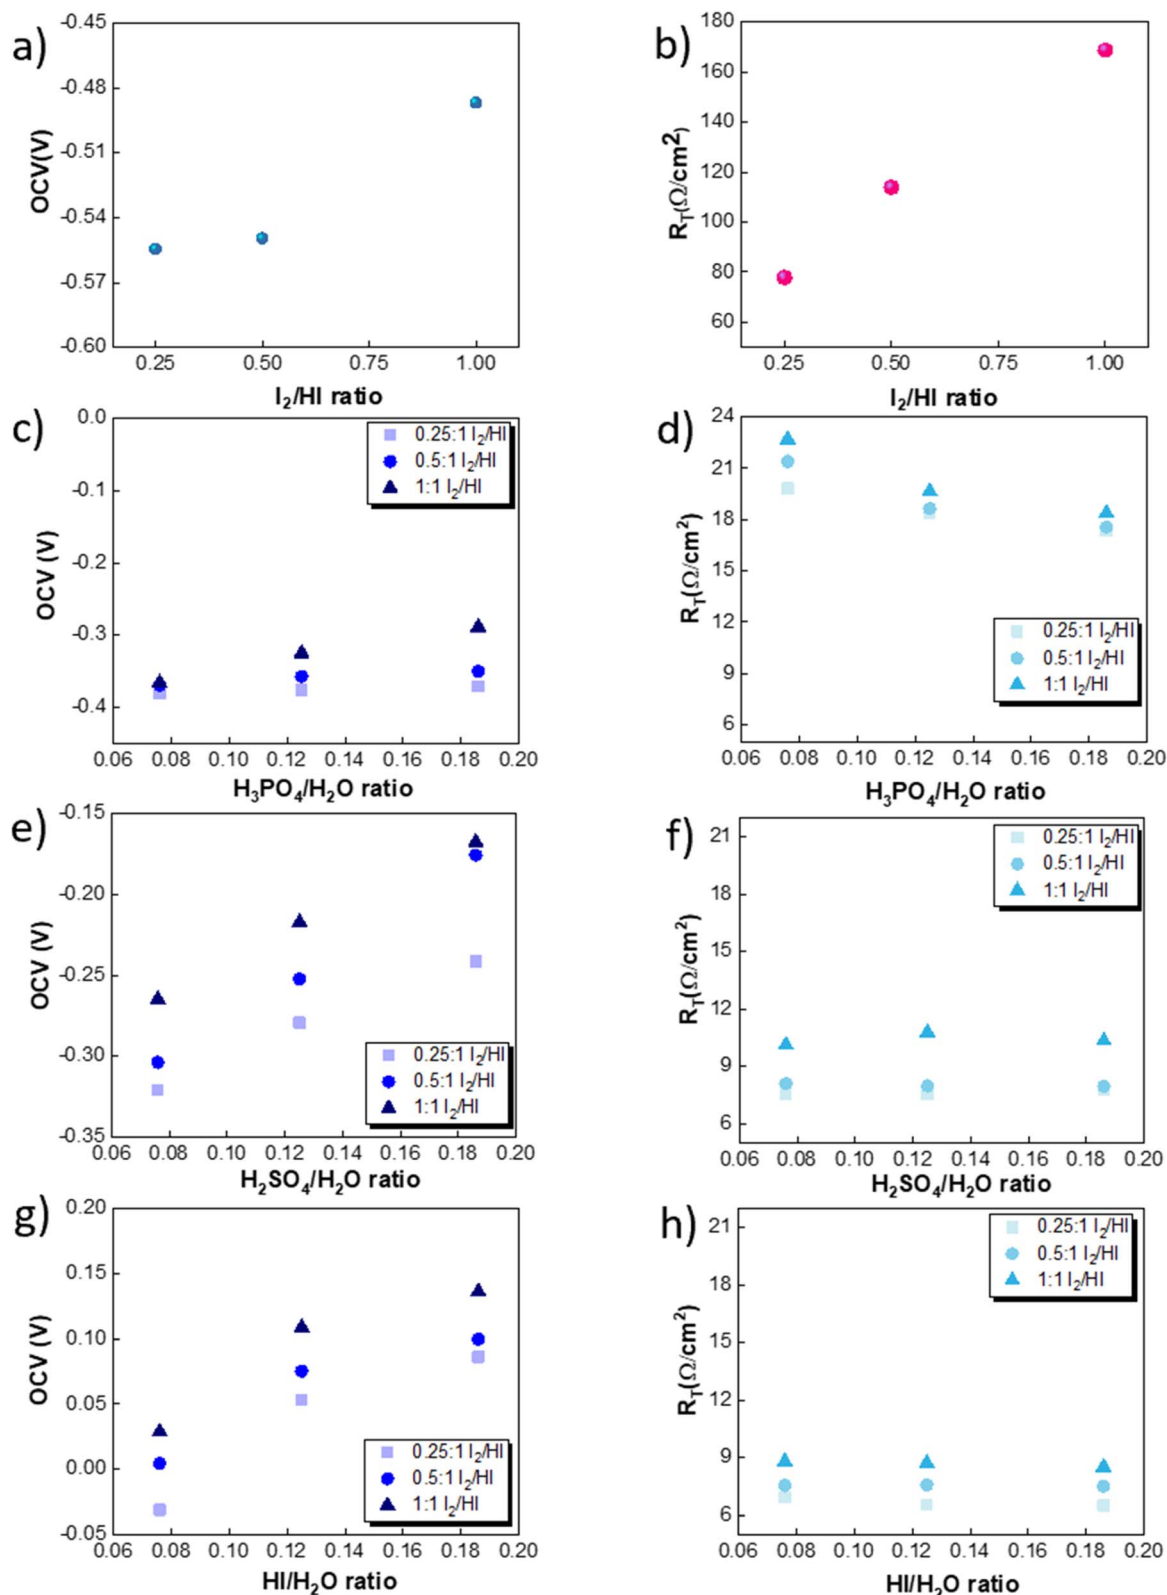 a)
-0.45
-0.48
-0.51
-0.54
-0.57
-0.60
OCV(V)
0.25 0.50 0.75 1.00
I₂/HI ratio
b)
180
160
140
120
100
80
60
R_T(Ω/cm²)
0.25 0.50 0.75 1.00
I₂/HI ratio
c)
0.0
-0.1
-0.2
-0.3
-0.4
OCV (V)
0.25:1 I₂/HI
0.5:1 I₂/HI
1:1 I₂/HI
0.06 0.08 0.10 0.12 0.14 0.16 0.18 0.20
H₃PO₄/H₂O ratio
d)
24
21
18
15
12
9
6
R_T(Ω/cm²)
0.25:1 I₂/HI
0.5:1 I₂/HI
1:1 I₂/HI
0.06 0.08 0.10 0.12 0.14 0.16 0.18 0.20
H₃PO₄/H₂O ratio
e)
-0.15
-0.20
-0.25
-0.30
-0.35
OCV (V)
0.25:1 I₂/HI
0.5:1 I₂/HI
1:1 I₂/HI
0.06 0.08 0.10 0.12 0.14 0.16 0.18 0.20
H₂SO₄/H₂O ratio
f)
21
18
15
12
9
6
R_T(Ω/cm²)
0.25:1 I₂/HI
0.5:1 I₂/HI
1:1 I₂/HI
0.06 0.08 0.10 0.12 0.14 0.16 0.18 0.20
H₂SO₄/H₂O ratio
g)
0.20
0.15
0.10
0.05
0.00
-0.05
OCV (V)
0.25:1 I₂/HI
0.5:1 I₂/HI
1:1 I₂/HI
0.06 0.08 0.10 0.12 0.14 0.16 0.18 0.20
HI/H₂O ratio
h)
21
18
15
12
9
6
R_T(Ω/cm²)
0.25:1 I₂/HI
0.5:1 I₂/HI
1:1 I₂/HI
0.06 0.08 0.10 0.12 0.14 0.16 0.18 0.20
HI/H₂O ratio